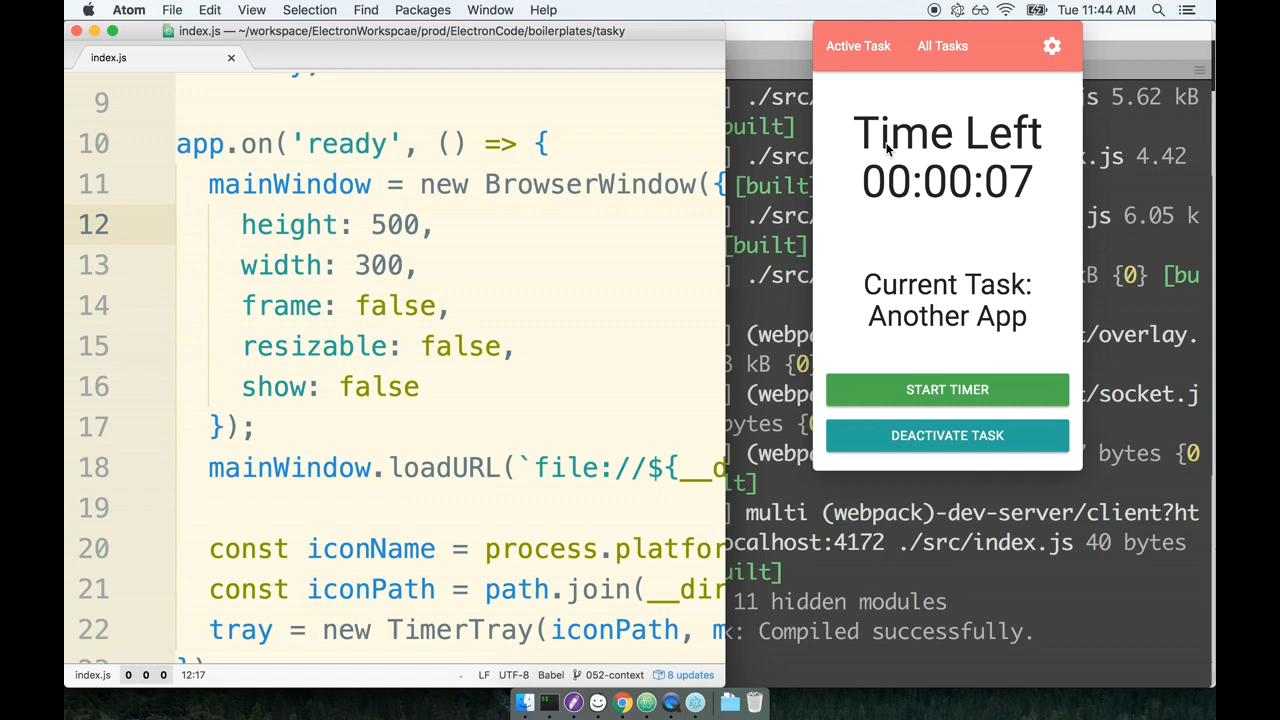 Atom File Edit View Selection Find Packages Window Help Tue 11:44 AM
index.js — ~/workspace/ElectronWorkspcae/prod/ElectronCode/boilerplates/tasky
index.js
9
10 app.on('ready', () => {
11 mainWindow = new BrowserWindow({
12 height: 500,
13 width: 300,
14 frame: false,
15 resizable: false,
16 show: false
17 });
18 mainWindow.loadURL(`file://${__d
19
20 const iconName = process.platfor
21 const iconPath = path.join(__dir
22 tray = new TimerTray(iconPath, m
index.js 0 0 0 12:17 LF UTF-8 Babel 052-context 8 updates
Active Task All Tasks
Time Left
00:00:07
Current Task:
Another App
START TIMER
DEACTIVATE TASK
] ./src/ s 5.62 kB
built]
] ./src/ .js 4.42
[built]
] ./src/ js 6.05 k
[built]
] ./src/ kB {0} [bu
] (webpa t/overlay.
kB {0}
] (webpa t/socket.j
bytes {0
] (webpa bytes {0
lt]
] multi (webpack)-dev-server/client?ht
ocalhost:4172 ./src/index.js 40 bytes
uilt]
11 hidden modules
k: Compiled successfully.